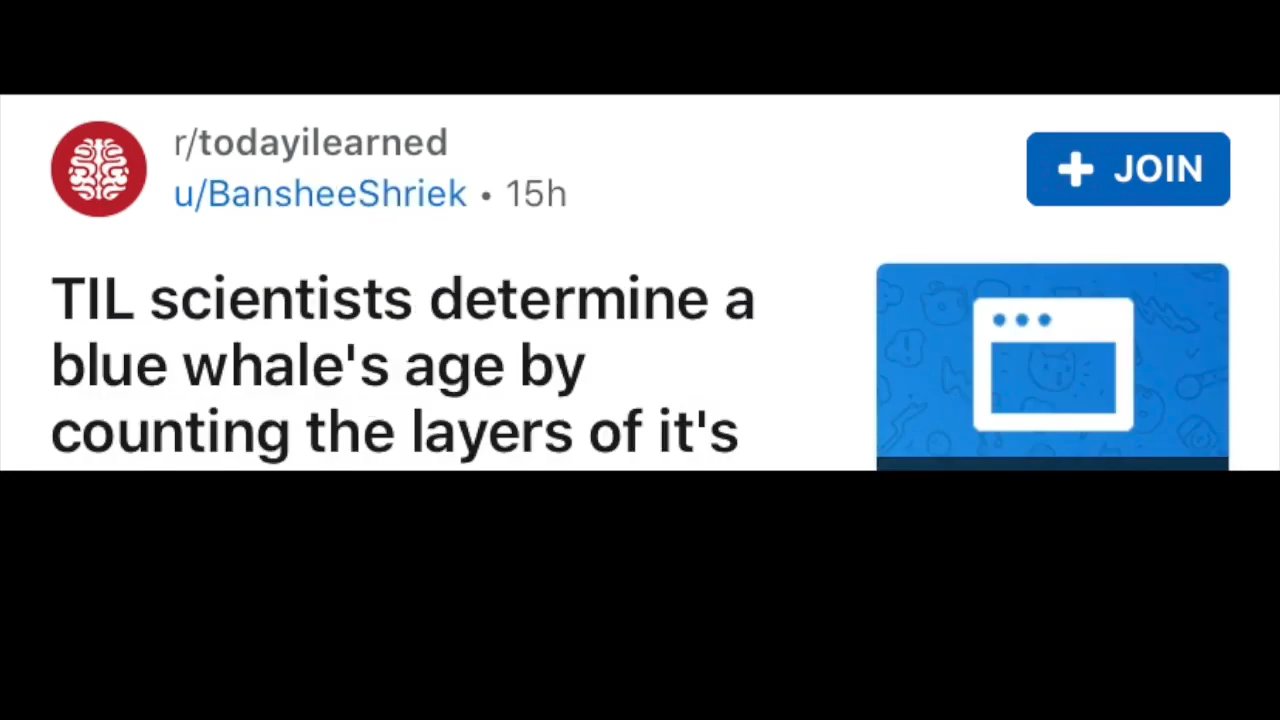 r/todayilearned
u/BansheeShriek • 15h
JOIN
TIL scientists determine a
blue whale's age by
counting the layers of it's